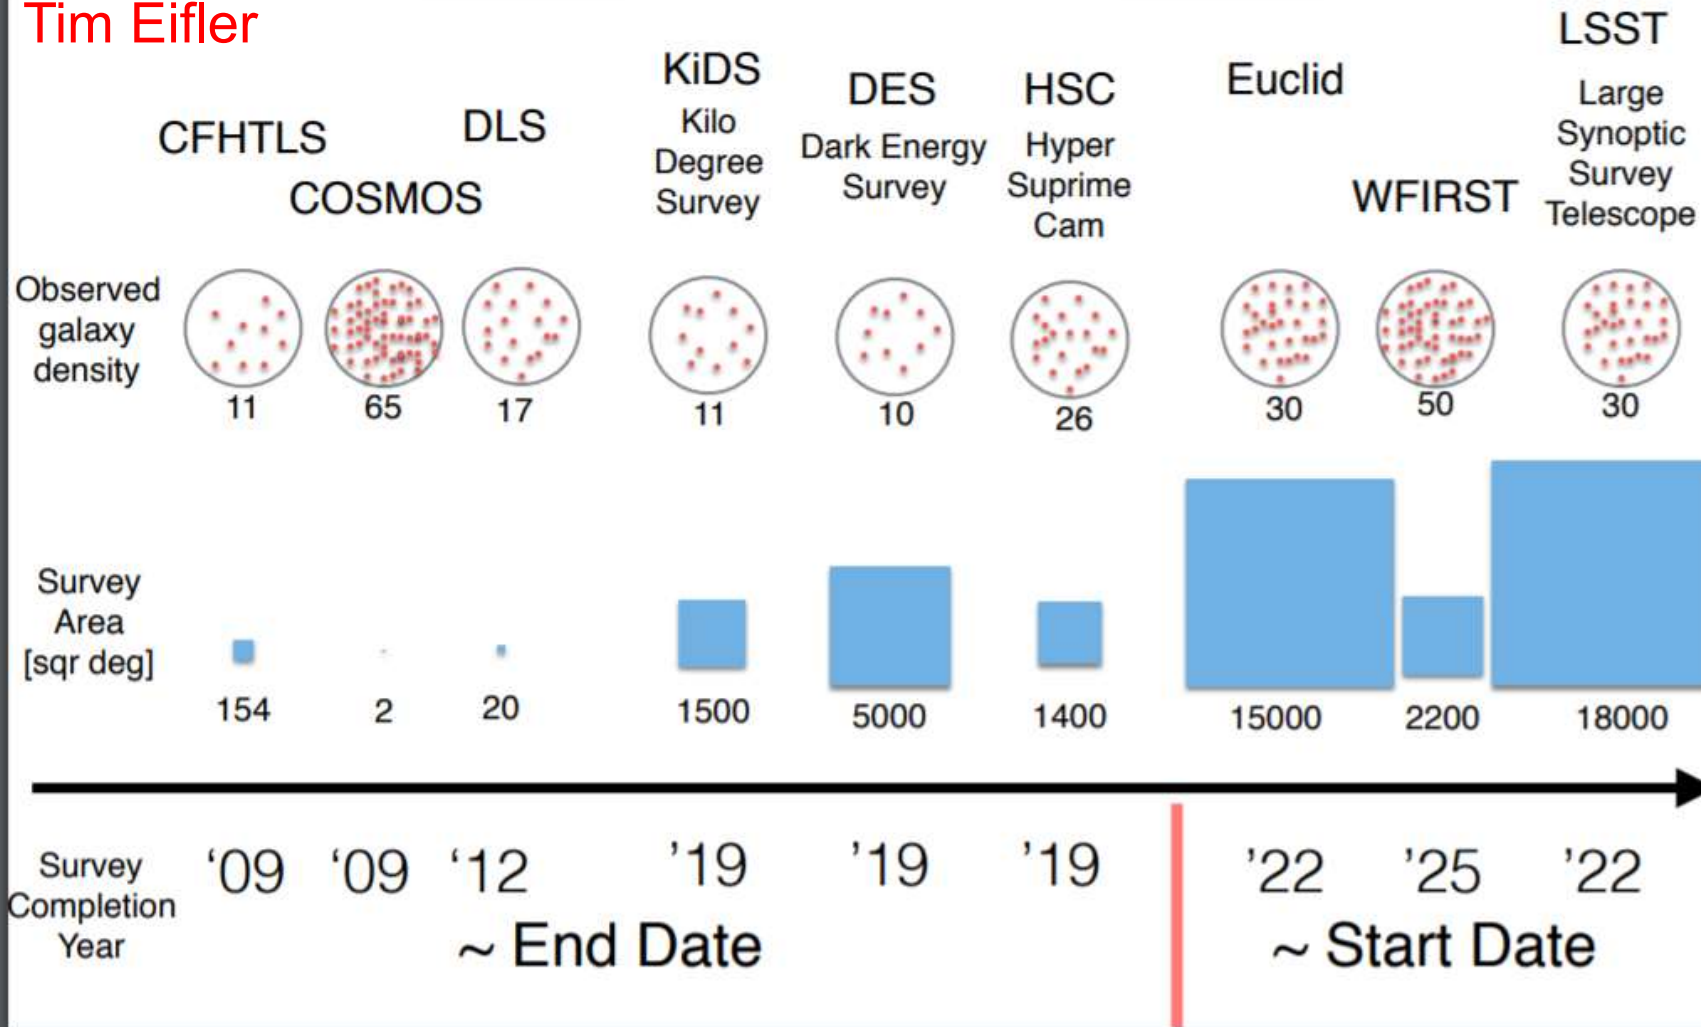 Tim Eifler
CFHTLS
COSMOS
DLS
KiDS
Kilo
Degree
Survey
DES
Dark Energy
Survey
HSC
Hyper
Suprime
Cam
Euclid
WFIRST
LSST
Large
Synoptic
Survey
Telescope
Observed
galaxy
density
11 65 17 11 10 26 30 50 30
Survey
Area
[sqr deg]
154 2 20 1500 5000 1400 15000 2200 18000
Survey
Completion
Year
‘09 ‘09 ‘12 ’19 ’19 ’19 ’22 ’25 ’22
~ End Date
~ Start Date